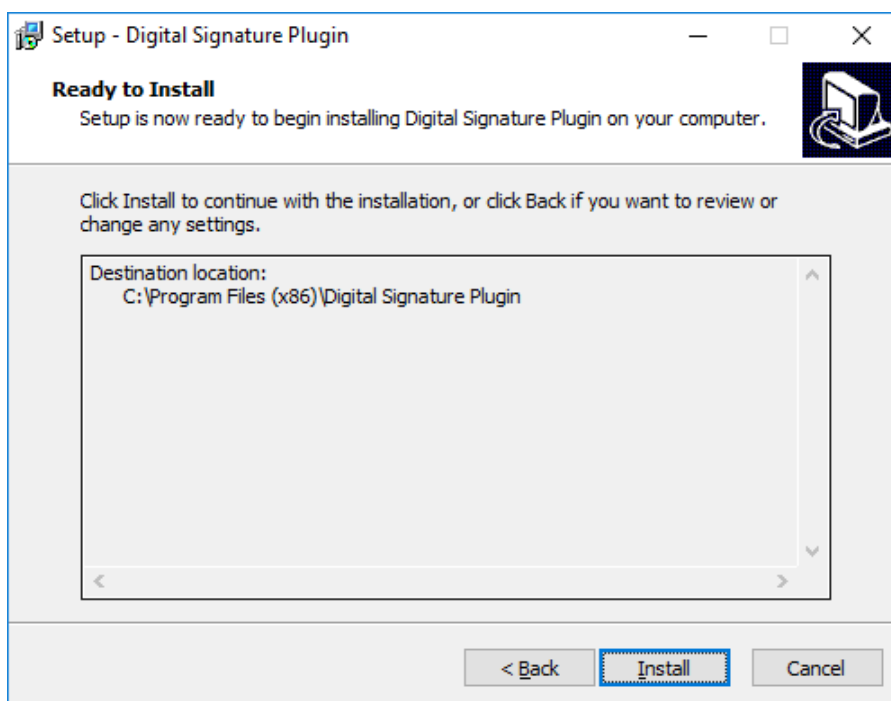 Setup - Digital Signature Plugin
Ready to Install
Setup is now ready to begin installing Digital Signature Plugin on your computer.
Click Install to continue with the installation, or click Back if you want to review or
change any settings.
Destination location:
C:\Program Files (x86)\Digital Signature Plugin
< Back
Install
Cancel